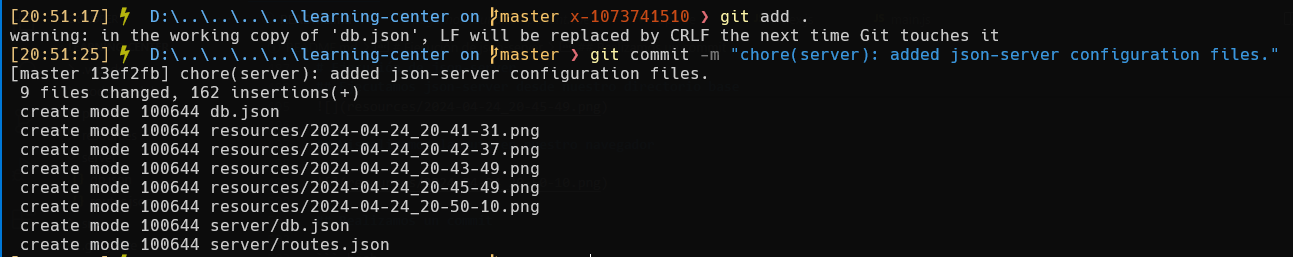 [20:51:17] D:\..\..\..\..\learning-center on master x-1073741510 ❯ git add .
warning: in the working copy of 'db.json', LF will be replaced by CRLF the next time Git touches it
[20:51:25] D:\..\..\..\..\learning-center on master ❯ git commit -m "chore(server): added json-server configuration files."
[master 13ef2fb] chore(server): added json-server configuration files.
9 files changed, 162 insertions(+)
create mode 100644 db.json
create mode 100644 resources/2024-04-24_20-41-31.png
create mode 100644 resources/2024-04-24_20-42-37.png
create mode 100644 resources/2024-04-24_20-43-49.png
create mode 100644 resources/2024-04-24_20-45-49.png
create mode 100644 resources/2024-04-24_20-50-10.png
create mode 100644 server/db.json
create mode 100644 server/routes.json